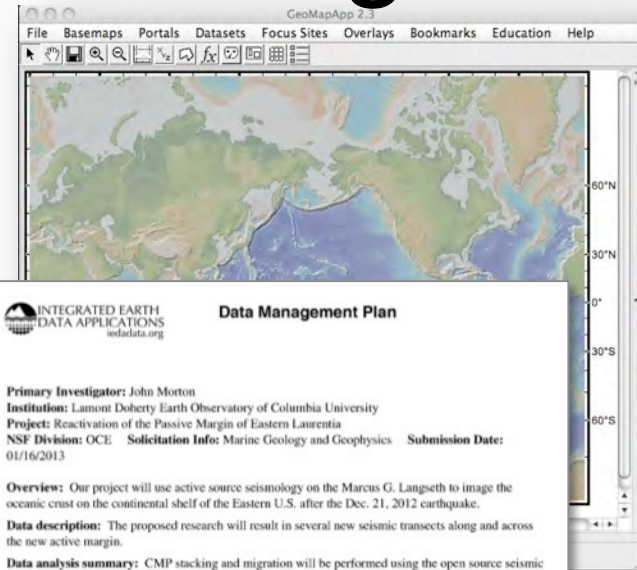 GeoMapApp 2.3
File Basemaps Portals Datasets Focus Sites Overlays Bookmarks Education Help
60°N
30°N
0°
30°S
60°S
INTEGRATED EARTH
DATA APPLICATIONS
iedadata.org
Data Management Plan
Primary Investigator: John Morton
Institution: Lamont Doherty Earth Observatory of Columbia University
Project: Reactivation of the Passive Margin of Eastern Laurentia
NSF Division: OCE Solicitation Info: Marine Geology and Geophysics Submission Date:
01/16/2013
Overview: Our project will use active source seismology on the Marcus G. Langseth to image the
oceanic crust on the continental shelf of the Eastern U.S. after the Dec. 21, 2012 earthquake.
Data description: The proposed research will result in several new seismic transects along and across
the new active margin.
Data analysis summary: CMP stacking and migration will be performed using the open source seismic